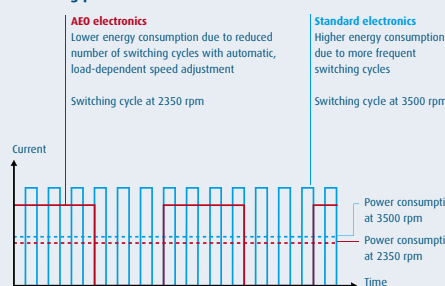 AEO electronics
Lower energy consumption due to reduced
number of switching cycles with automatic,
load-dependent speed adjustment
Switching cycle at 2350 rpm
Standard electronics
Higher energy consumption
due to more frequent
switching cycles
Switching cycle at 3500 rpm
Current
Power
at 3500 rpm
Power
at 2350 rpm
Time